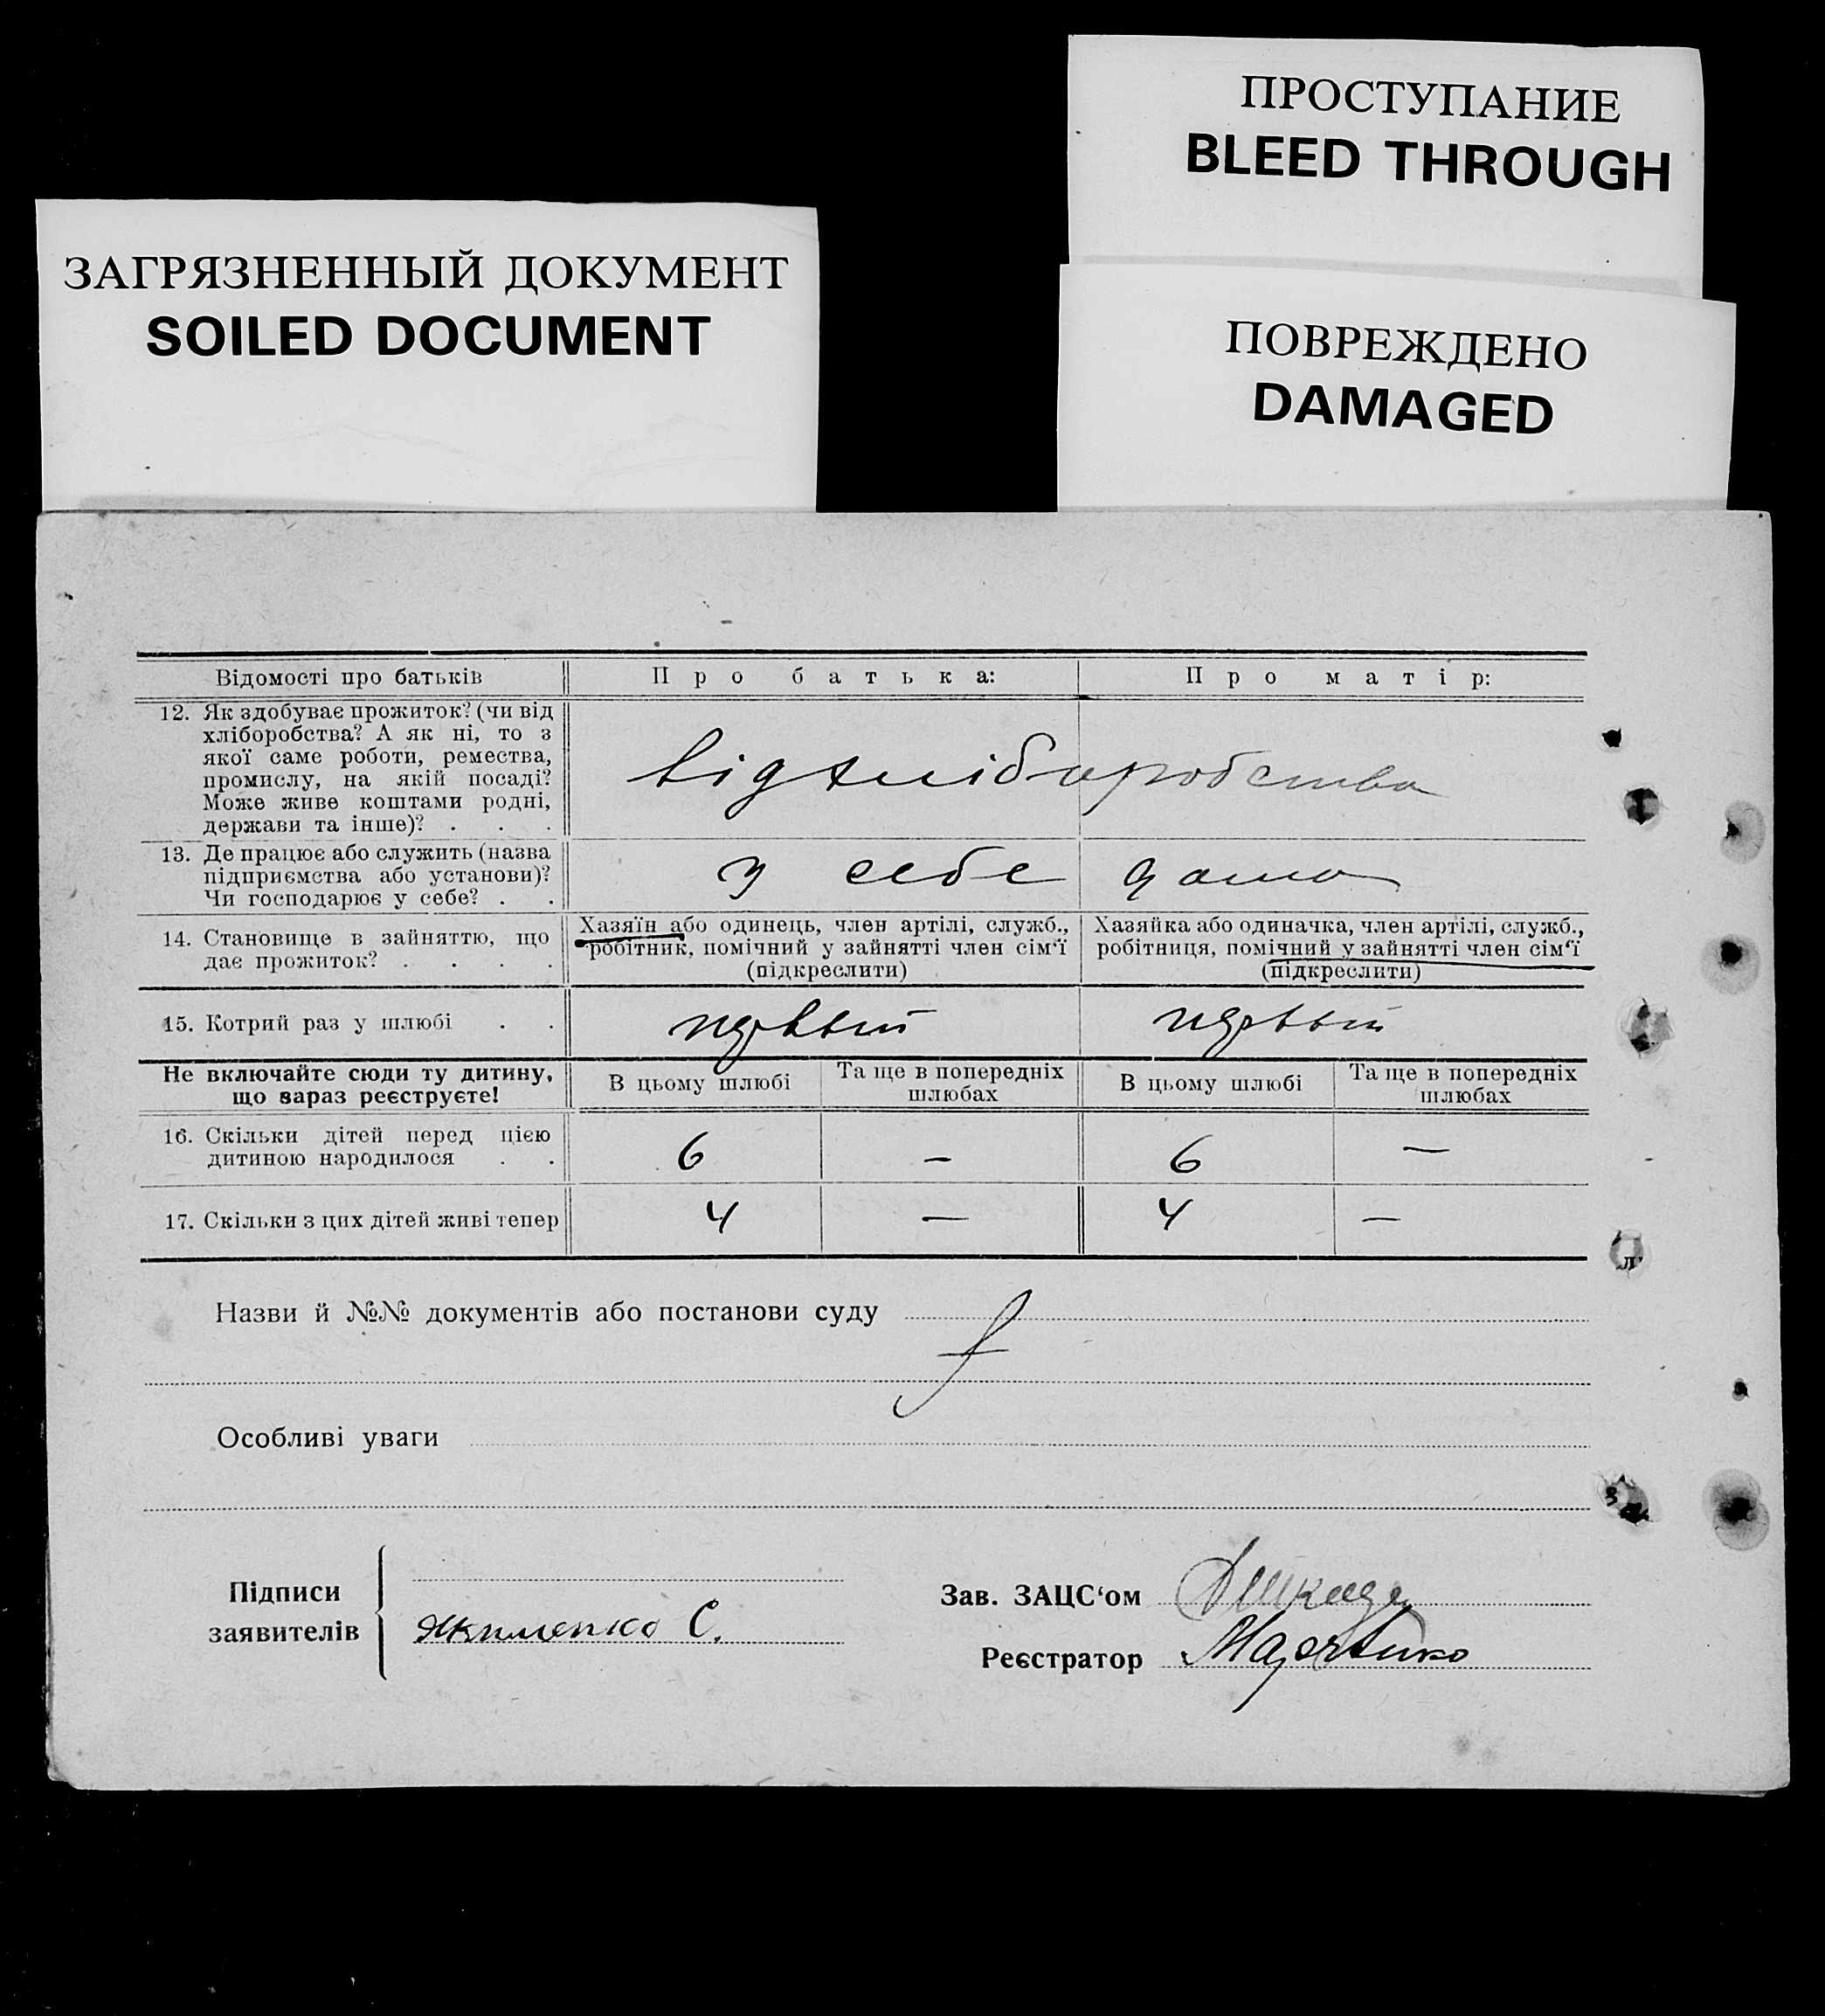 ПРОСТУПАНИЕ
BLEED THROUGH
ЗАГРЯЗНЕННЫЙ ДОКУМЕНТ
SOILED DOCUMENT
ПОВРЕЖДЕНО
DAMAGED
Відомості про батьків Про батька: Про матір:
12. Як здобуває прожиток? (чи від
хліборобства? А як ні, то з
якої саме роботи, ремества,
промислу, на якій посаді?
Може живе коштами родні,
держави та інше)? . . .
від хліборобства
13. Де працює або служить (назва
підприємства або установи)?
Чи господарює у себе? . .
у себе дома
14. Становище в зайняттю, що
дає прожиток? . . . .
Хазяїн або одинець, член артілі, служб.,
робітник, помічний у зайнятті член сім‘ї
(підкреслити)
Хазяйка або одиначка, член артілі, служб.,
робітниця, помічний у зайнятті член сім‘ї
(підкреслити)
15. Котрий раз у шлюбі . . первый первый
Не включайте сюди ту дитину,
що зараз реєструєте!
В цьому шлюбі Та ще в попередніх
шлюбах
В цьому шлюбі Та ще в попередніх
шлюбах
16. Скільки дітей перед цією
дитиною народилося . .
6 — 6 —
17. Скільки з цих дітей живі тепер 4 — 4 —
Назви й №№ документів або постанови суду
Особливі уваги
Підписи
заявителів
Якименко С.
Зав. ЗАЦС‘ом
Реєстратор